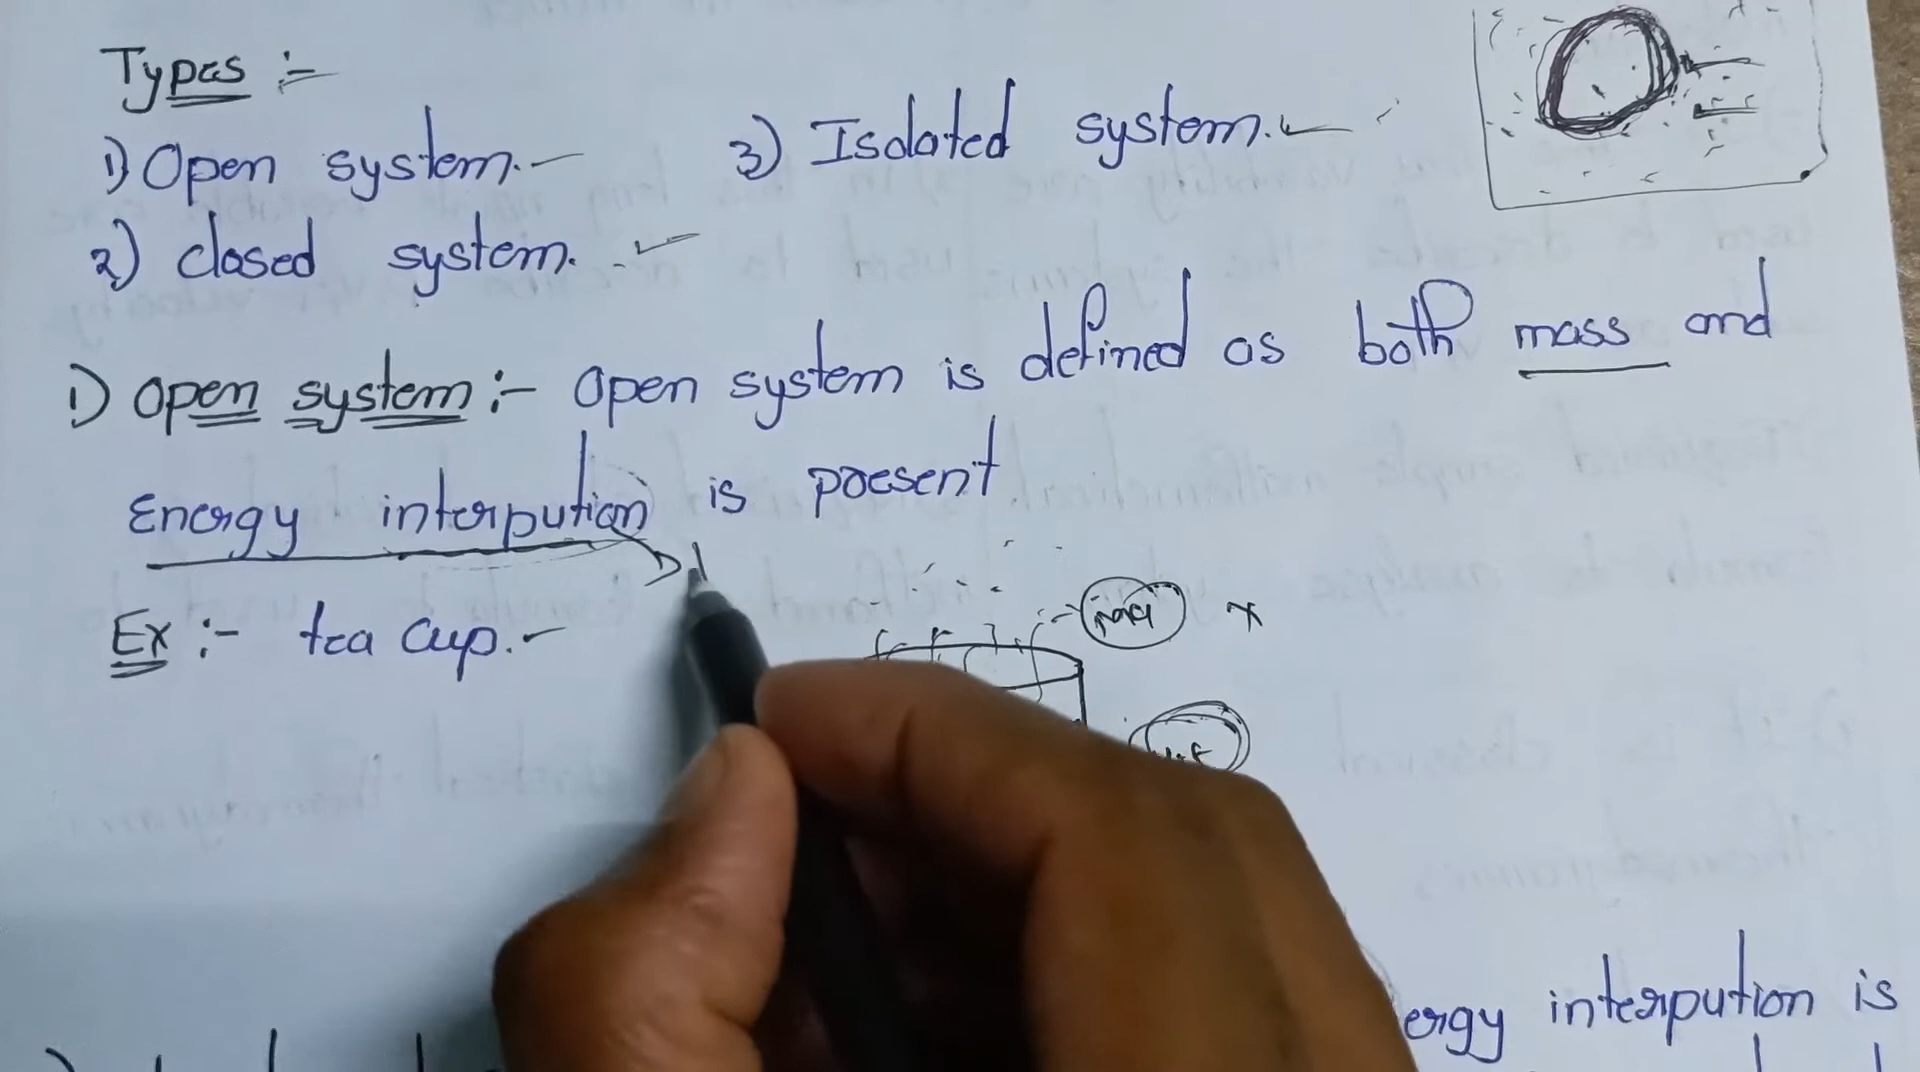 Types :-
1) Open system.
3) Isolated system.
2) closed system.
1) Open system :- Open system is defined as both mass and
Energy interpution is present
Ex :- tea cup.
ergy interpution is